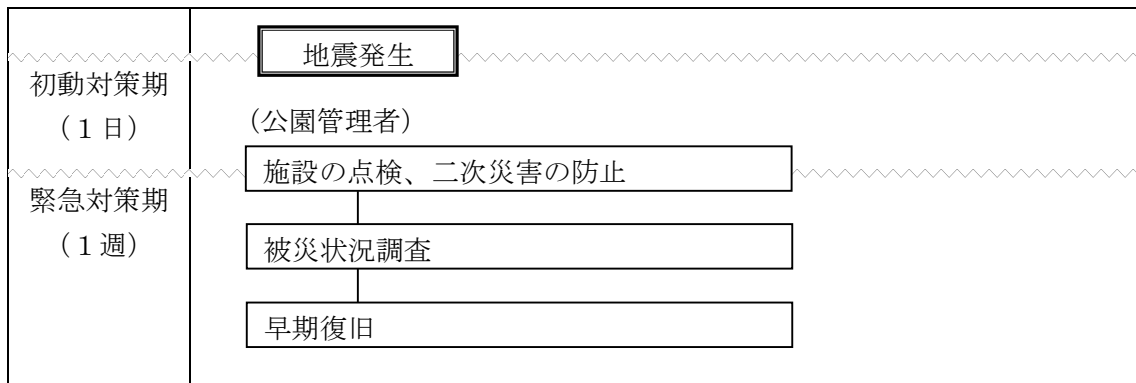 地震発生
初動対策期
（１日）
（公園管理者）
施設の点検、二次災害の防止
緊急対策期
（１週）
被災状況調査
早期復旧